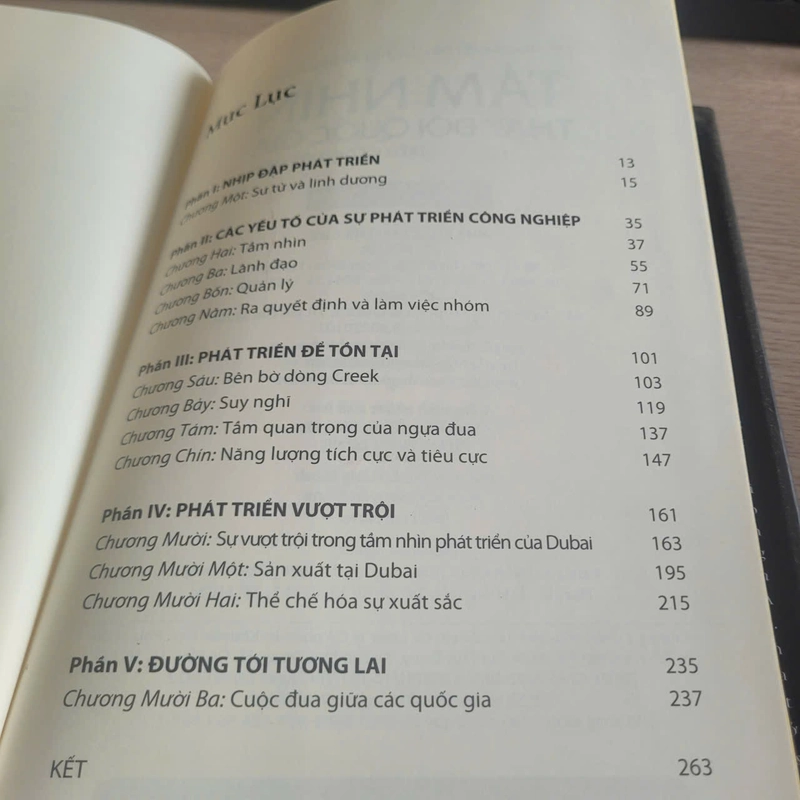 Mục Lục
Phần I: NHỊP ĐẬP PHÁT TRIỂN 13
Chương Một: Sư tử và linh dương 15
Phần II: CÁC YẾU TỐ CỦA SỰ PHÁT TRIỂN CÔNG NGHIỆP 35
Chương Hai: Tầm nhìn 37
Chương Ba: Lãnh đạo 55
Chương Bốn: Quản lý 71
Chương Năm: Ra quyết định và làm việc nhóm 89
Phần III: PHÁT TRIỂN ĐỂ TỒN TẠI 101
Chương Sáu: Bên bờ dòng Creek 103
Chương Bảy: Suy nghĩ 119
Chương Tám: Tầm quan trọng của ngựa đua 137
Chương Chín: Năng lượng tích cực và tiêu cực 147
Phần IV: PHÁT TRIỂN VƯỢT TRỘI 161
Chương Mười: Sự vượt trội trong tầm nhìn phát triển của Dubai 163
Chương Mười Một: Sản xuất tại Dubai 195
Chương Mười Hai: Thể chế hóa sự xuất sắc 215
Phần V: ĐƯỜNG TỚI TƯƠNG LAI 235
Chương Mười Ba: Cuộc đua giữa các quốc gia 237
KẾT 263